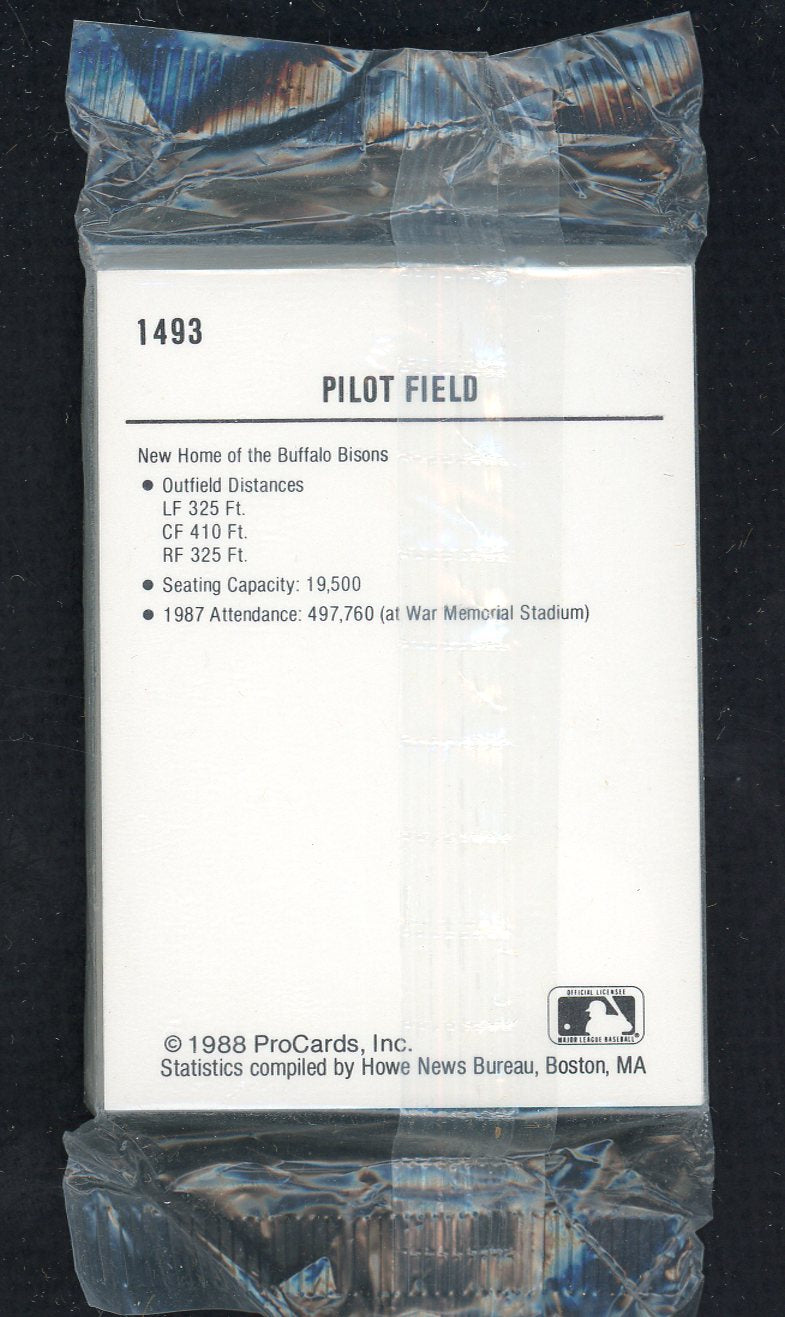 1493
PILOT FIELD
New Home of the Buffalo Bisons
● Outfield Distances
LF 325 Ft.
CF 410 Ft.
RF 325 Ft.
● Seating Capacity: 19,500
● 1987 Attendance: 497,760 (at War Memorial Stadium)
OFFICIAL LICENSEE
MAJOR LEAGUE BASEBALL®
© 1988 ProCards, Inc.
Statistics compiled by Howe News Bureau, Boston, MA